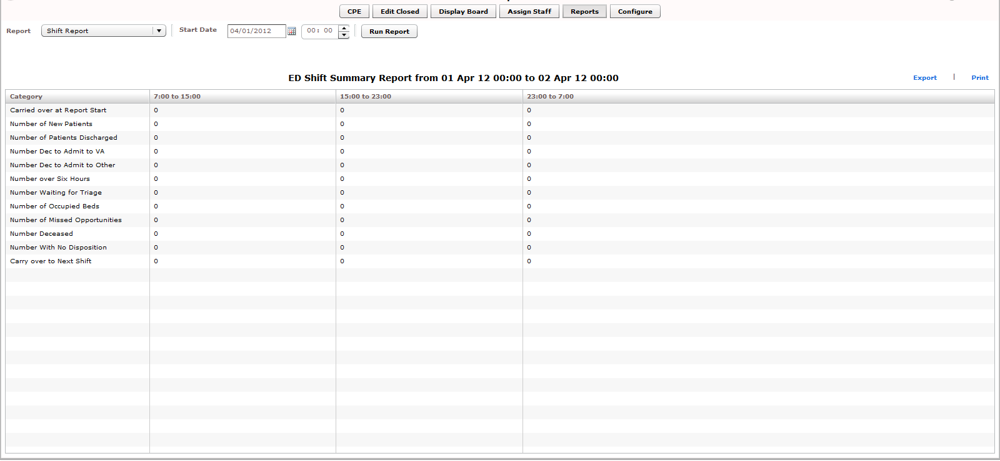 CPE Edit Closed Display Board Assign Staff Reports Configure
Report Shift Report Start Date 04/01/2012 00: 00 Run Report
ED Shift Summary Report from 01 Apr 12 00:00 to 02 Apr 12 00:00 Export | Print
Category 7:00 to 15:00 15:00 to 23:00 23:00 to 7:00
Carried over at Report Start 0 0 0
Number of New Patients 0 0 0
Number of Patients Discharged 0 0 0
Number Dec to Admit to VA 0 0 0
Number Dec to Admit to Other 0 0 0
Number over Six Hours 0 0 0
Number Waiting for Triage 0 0 0
Number of Occupied Beds 0 0 0
Number of Missed Opportunities 0 0 0
Number Deceased 0 0 0
Number With No Disposition 0 0 0
Carry over to Next Shift 0 0 0